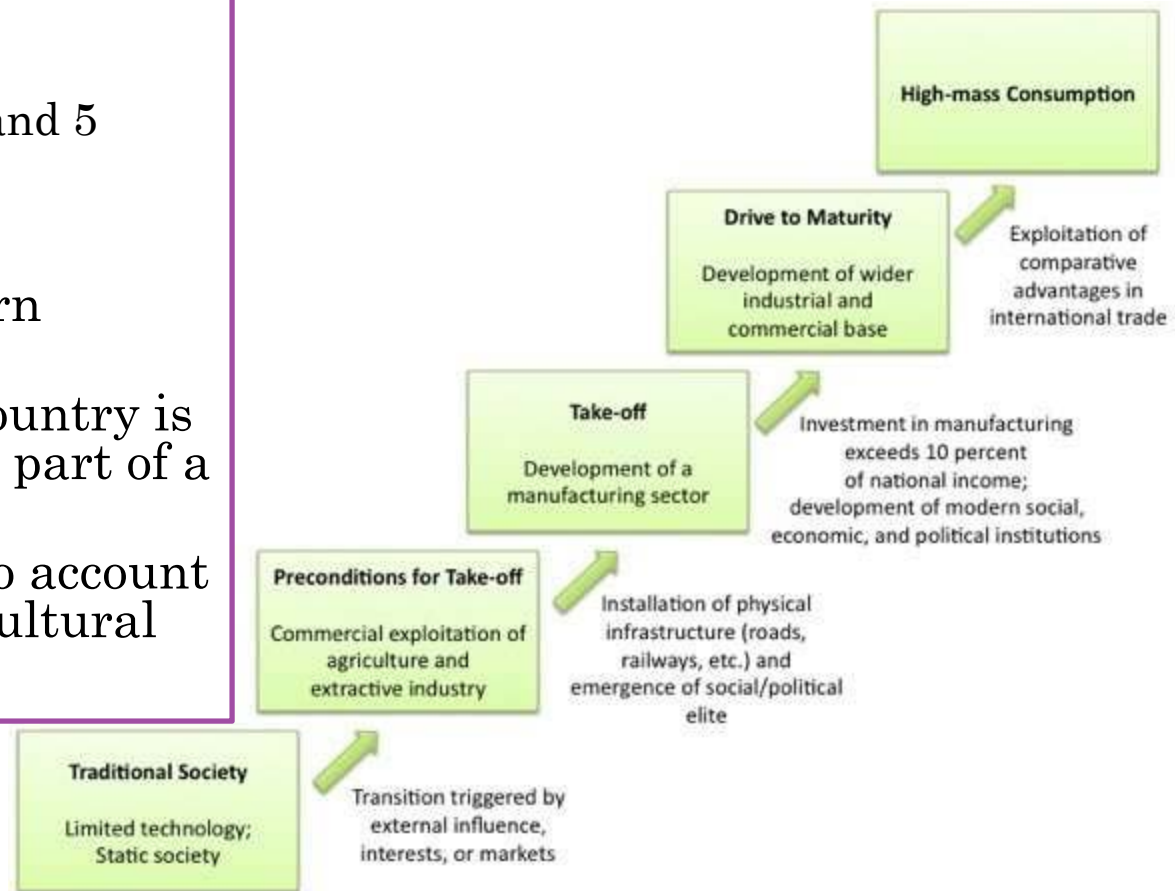 and 5
rn
ountry is
part of a
o account
ultural
High-mass Consumption
Drive to Maturity
Development of wider
industrial and
commercial base
Exploitation of
comparative
advantages in
international trade
Take-off
Development of a
manufacturing sector
Investment in manufacturing
exceeds 10 percent
of national income;
development of modern social,
economic, and political institutions
Preconditions for Take-off
Commercial exploitation of
agriculture and
extractive industry
Installation of physical
infrastructure (roads,
railways, etc.) and
emergence of social/political
elite
Traditional Society
Limited technology;
Static society
Transition triggered by
external influence,
interests, or markets